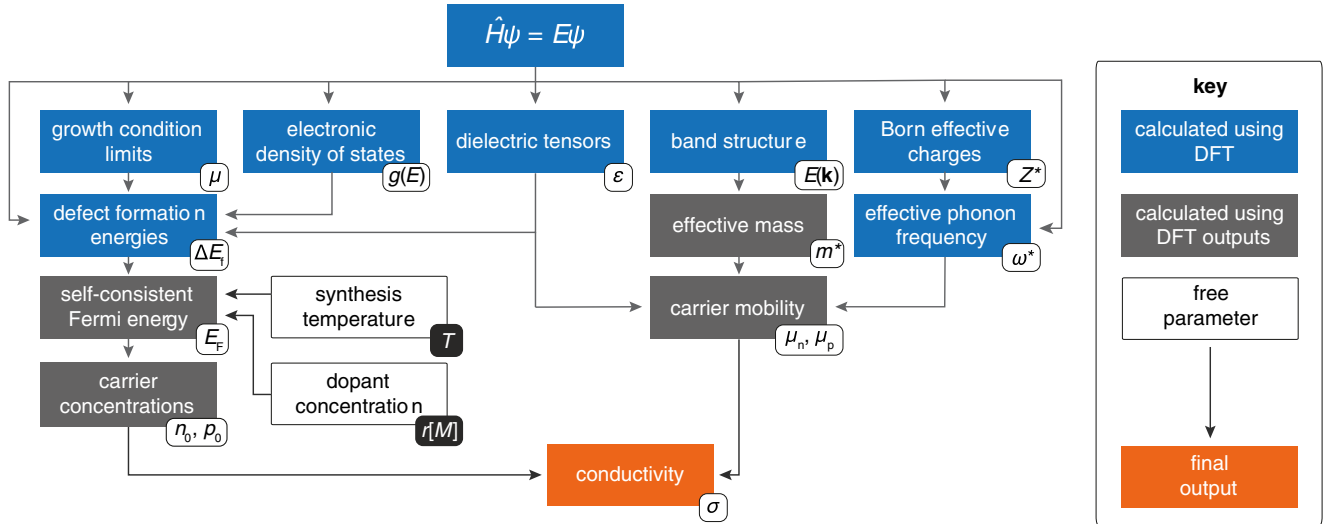 Ĥψ = Eψ
growth condition
limits
μ
electronic
density of states
g(E)
dielectric tensors
ε
band structure
E(k)
Born effective
charges
Z*
defect formation
energies
ΔEf
effective mass
m*
effective phonon
frequency
ω*
self-consistent
Fermi energy
EF
synthesis
temperature
T
carrier mobility
μn, μp
carrier
concentrations
n0, p0
dopant
concentration
r[M]
conductivity
σ
key
calculated using
DFT
calculated using
DFT outputs
free
parameter
final
output